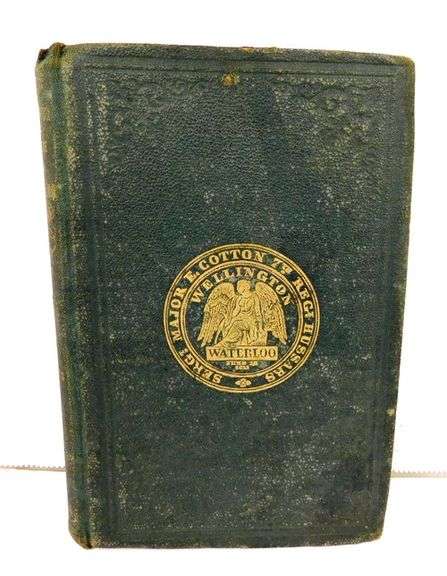 SERGT MAJOR E. COTTON 7TH REGT HUSSARS
WELLINGTON
WATERLOO
JUNE 18
1815